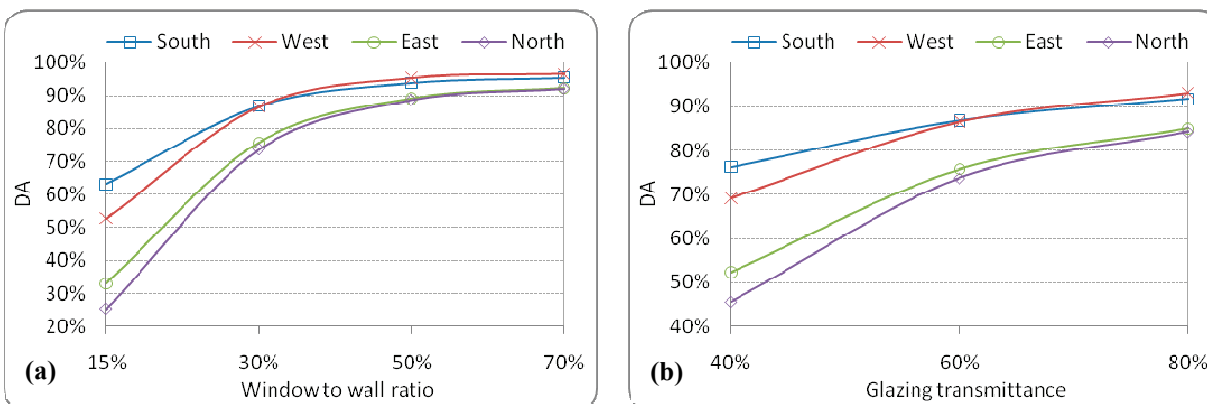 South West East North
100%
90%
80%
70%
60%
50%
40%
30%
20%
DA
15% 30% 50% 70%
(a) Window to wall ratio
South West East North
100%
90%
80%
70%
60%
50%
40%
DA
40% 60% 80%
(b) Glazing transmittance